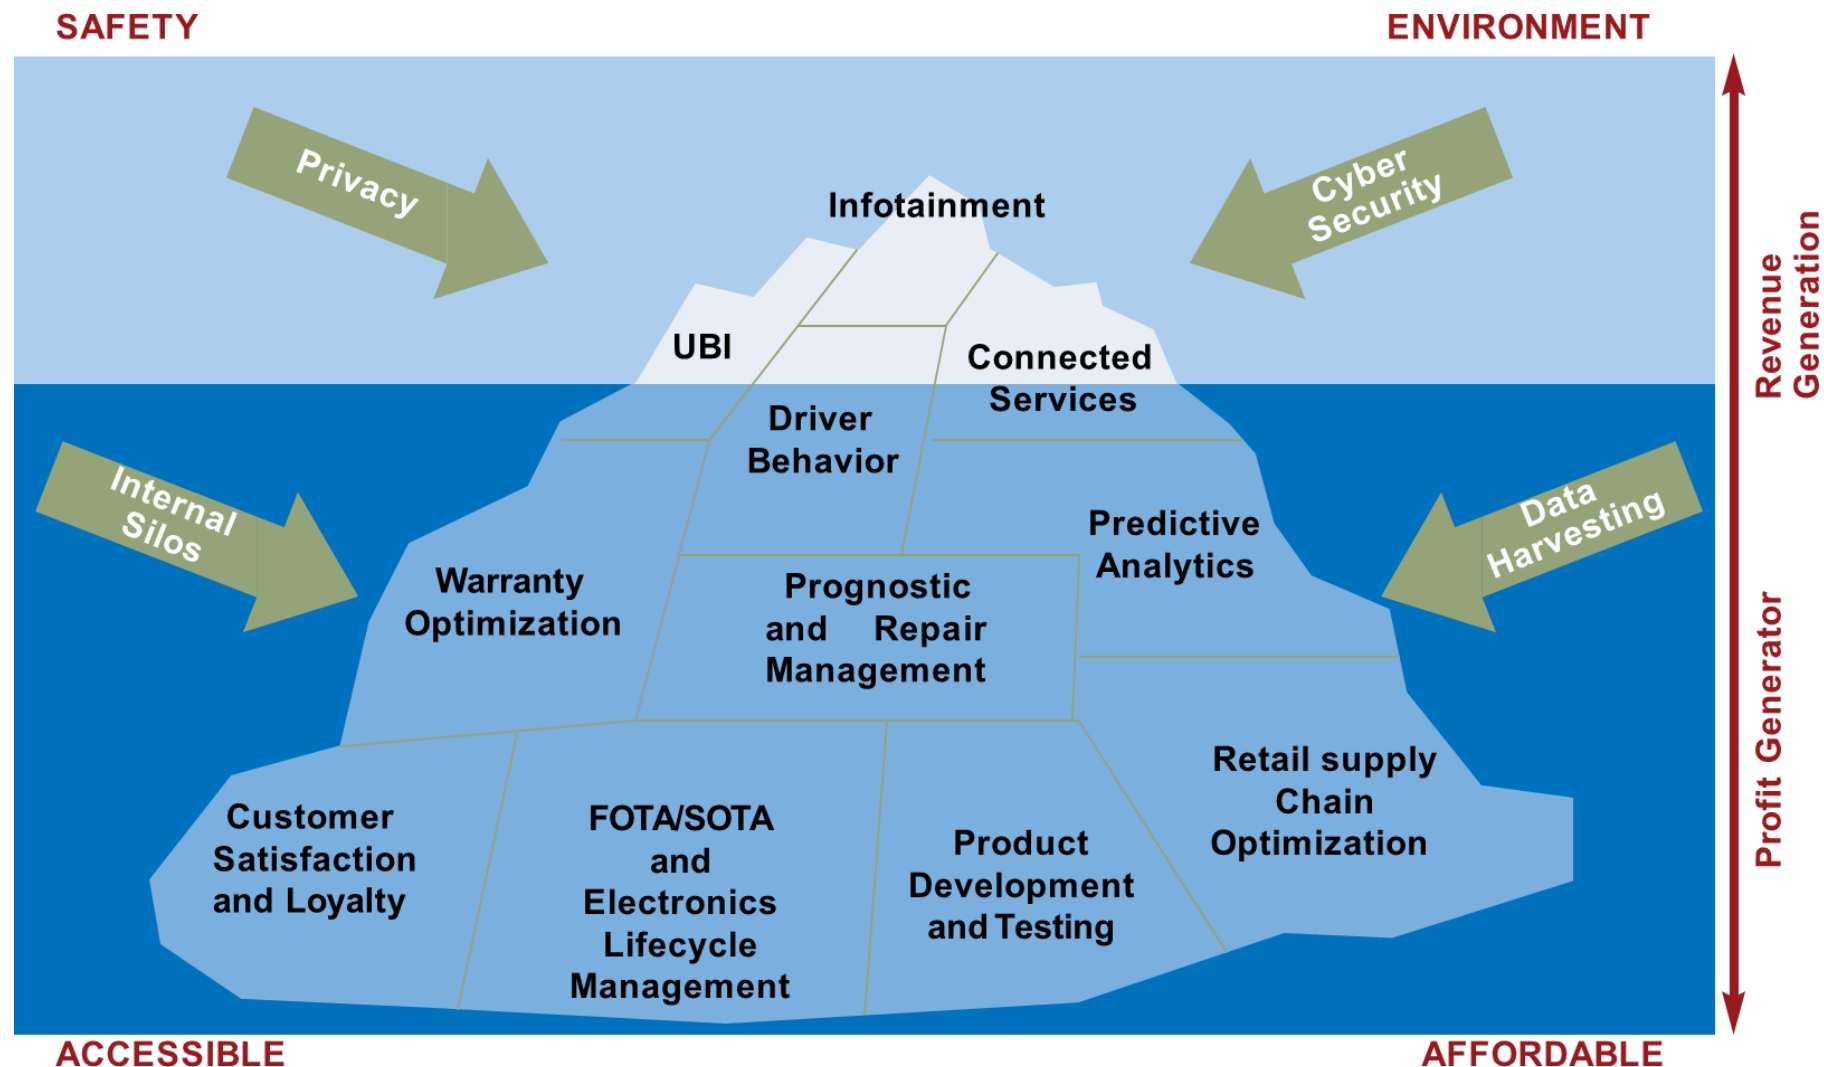 SAFETY
ENVIRONMENT
Privacy
Cyber
Security
Infotainment
UBI
Connected
Services
Revenue
Generation
Driver
Behavior
Internal
Silos
Data
Harvesting
Predictive
Analytics
Warranty
Optimization
Prognostic
and Repair
Management
Profit Generator
Retail supply
Chain
Optimization
Customer
Satisfaction
and Loyalty
FOTA/SOTA
and
Electronics
Lifecycle
Management
Product
Development
and Testing
ACCESSIBLE
AFFORDABLE